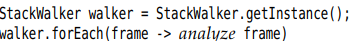 StackWalker walker = StackWalker.getInstance();
walker.forEach(frame -> analyze frame)